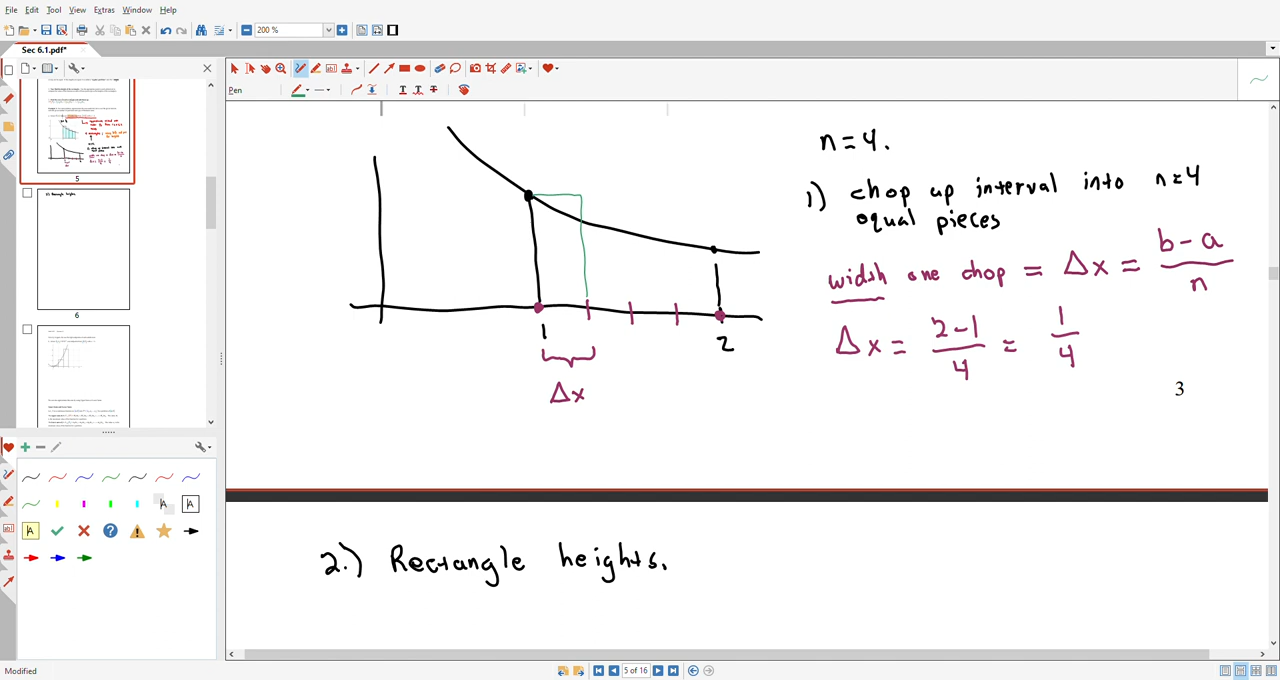 File Edit Tool View Extras Window Help
200 %
Sec 6.1.pdf*
Pen
5
6
n = 4.
1) chop up interval into n=4
equal pieces
width one chop = Δx = b - a / n
Δx = 2-1 / 4 = 1 / 4
1
2
Δx
3
2.) Rectangle heights.
Modified
5 of 16